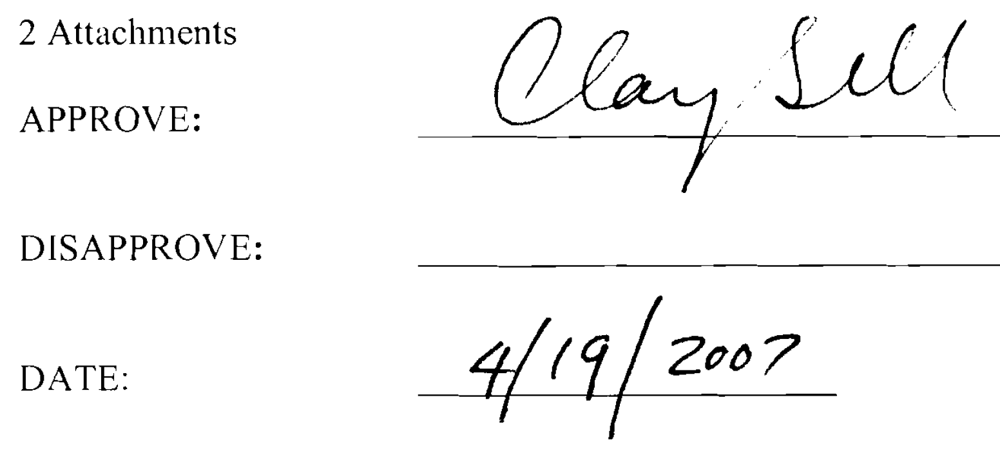 2 Attachments
APPROVE: Clay Sell
DISAPPROVE:
DATE: 4/19/2007